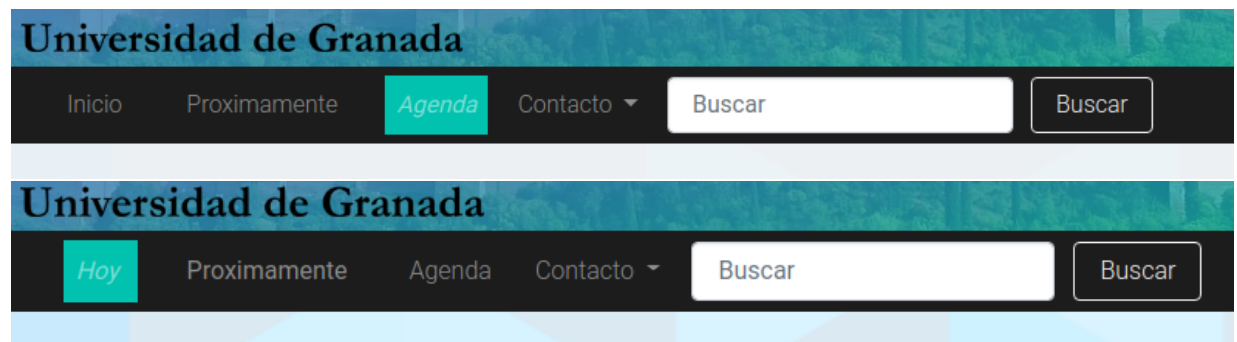 Universidad de Granada
Inicio Proximamente Agenda Contacto Buscar Buscar
Universidad de Granada
Hoy Proximamente Agenda Contacto Buscar Buscar